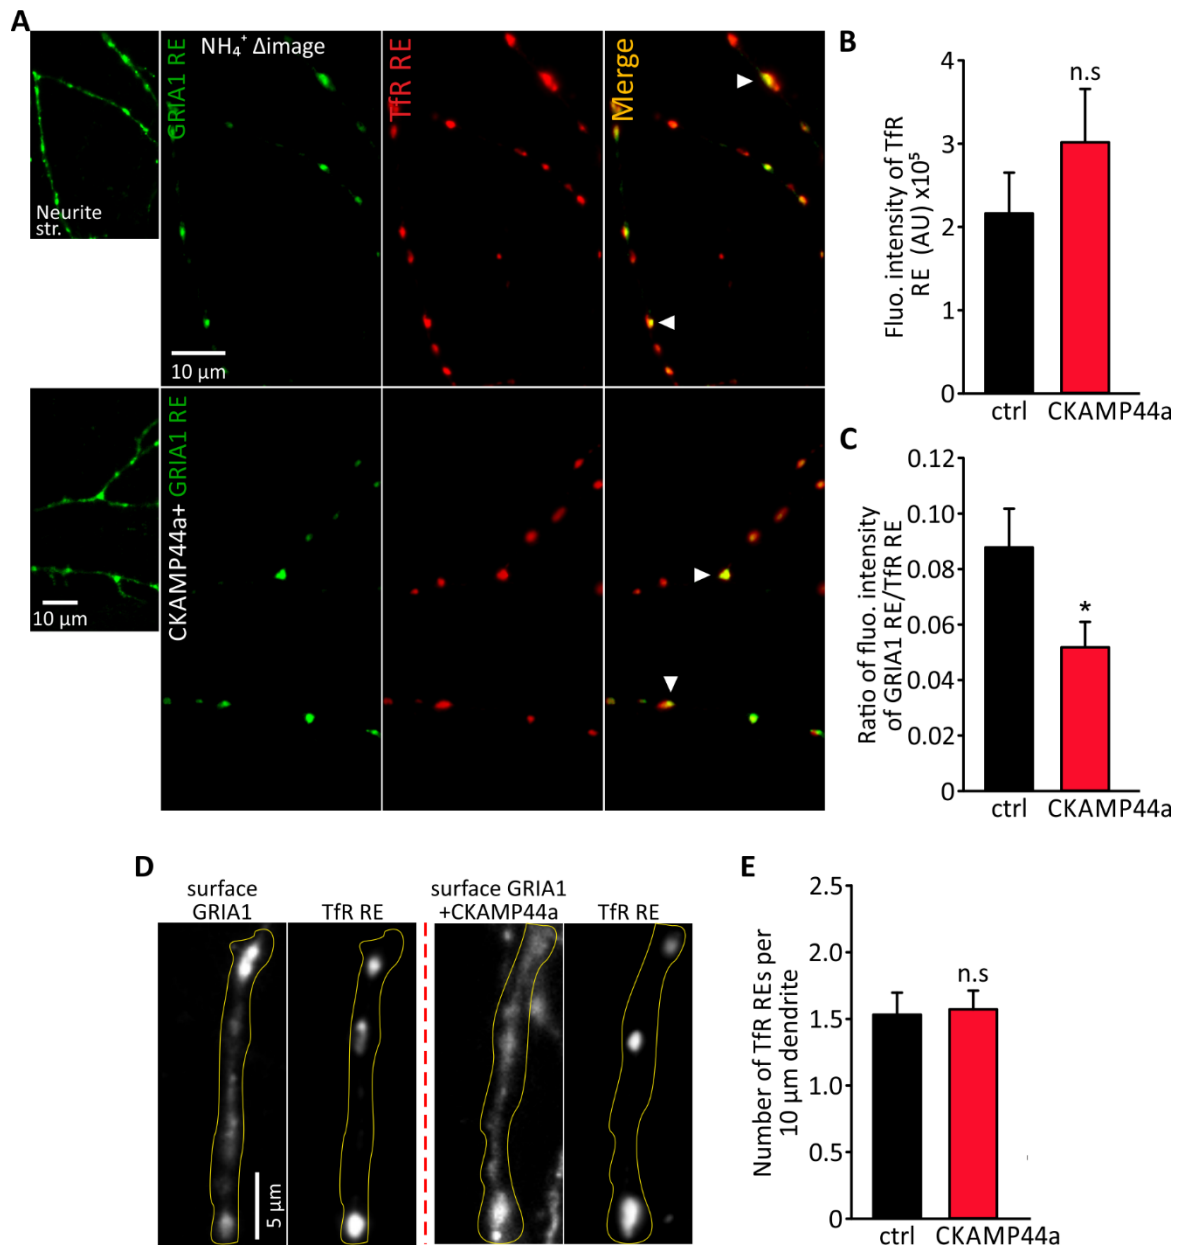 A
GRIA1 RE
NH₄⁺ Δimage
TfR RE
Merge
Neurite
str.
10 µm
CKAMP44a+ GRIA1 RE
10 µm
B
Fluo. intensity of TfR
RE (AU) x10⁵
4
3
2
1
0
n.s
ctrl
CKAMP44a
C
Ratio of fluo. intensity
of GRIA1 RE/TfR RE
0.12
0.10
0.08
0.06
0.04
0.02
0
*
ctrl
CKAMP44a
D
surface
GRIA1
TfR RE
surface GRIA1
+CKAMP44a
TfR RE
5 µm
E
Number of TfR REs per
10 µm dendrite
2.5
2.0
1.5
1.0
0.5
0
n.s
ctrl
CKAMP44a